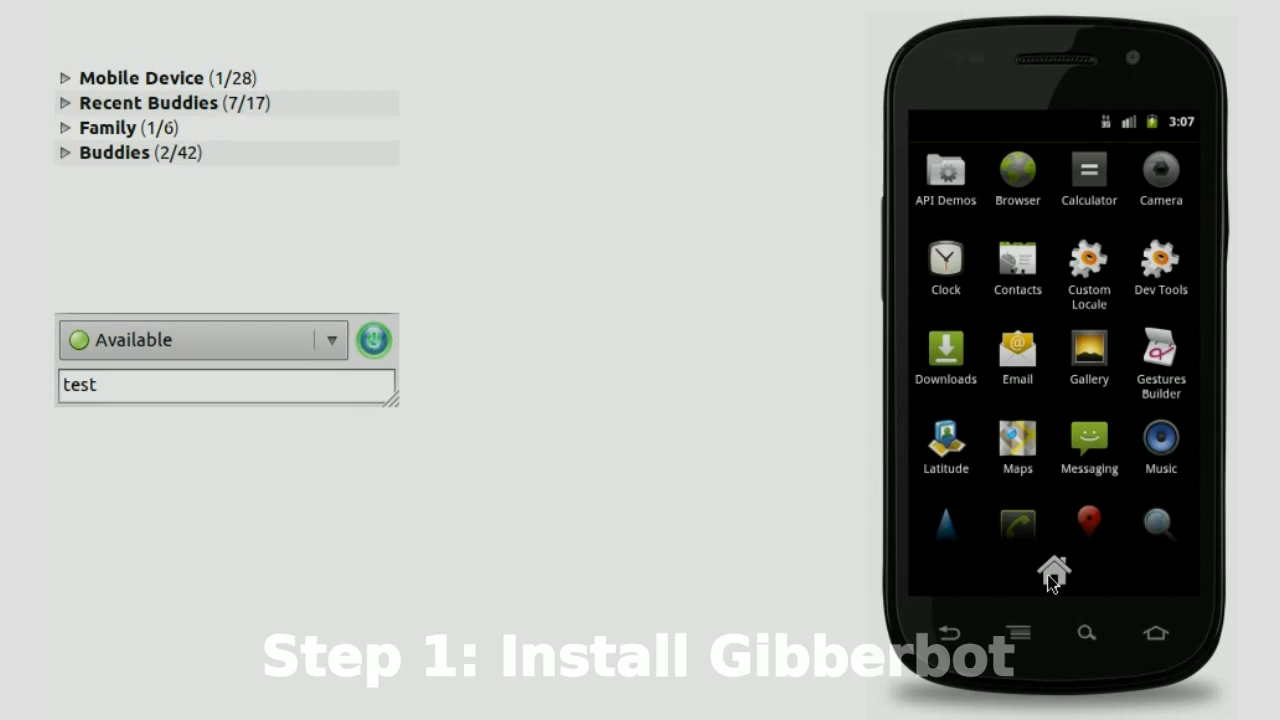 Mobile Device (1/28)
Recent Buddies (7/17)
Family (1/6)
Buddies (2/42)
Available
test
3:07
API Demos Browser Calculator Camera
Clock Contacts Custom Locale Dev Tools
Downloads Email Gallery Gestures Builder
Latitude Maps Messaging Music
Step 1: Install Gibberbot